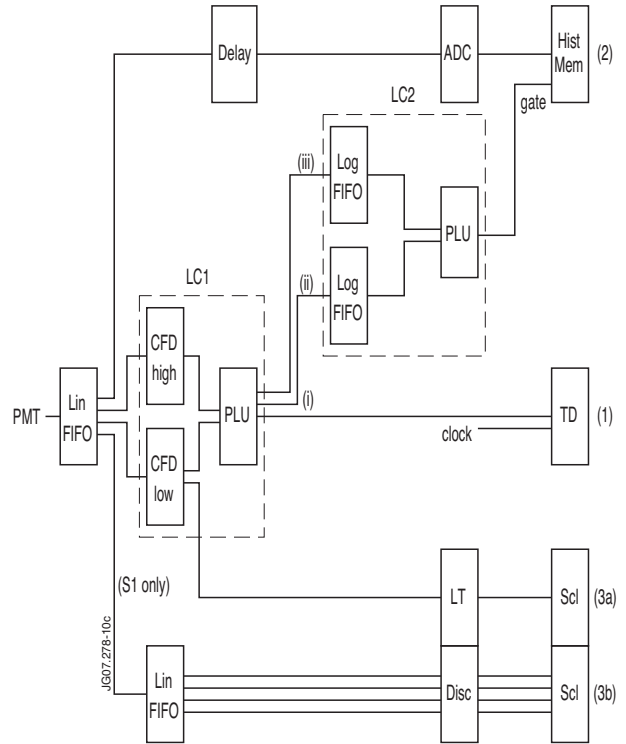 Delay
ADC
Hist
Mem
(2)
gate
LC2
(iii)
Log
FIFO
PLU
(ii)
Log
FIFO
LC1
CFD
high
PLU
(i)
PMT
Lin
FIFO
CFD
low
clock
TD
(1)
(S1 only)
LT
Scl
(3a)
JG07.278-10c
Lin
FIFO
Disc
Scl
(3b)